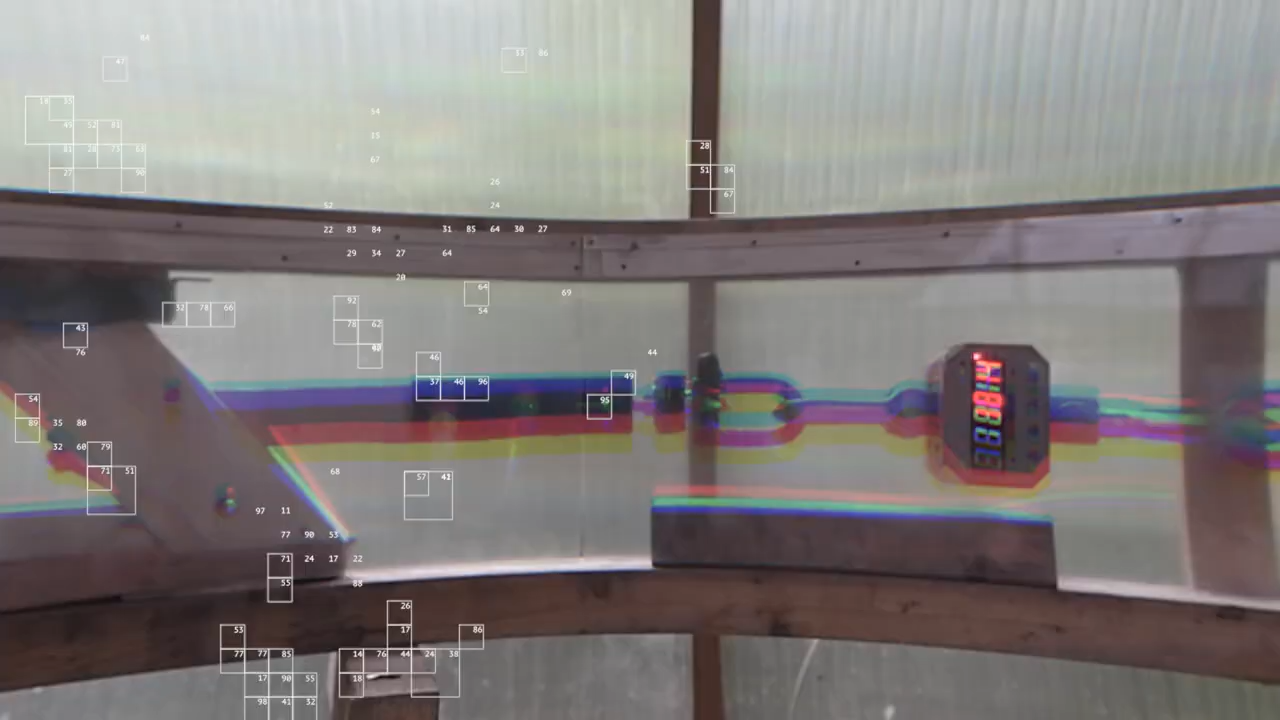 84
13 86
47
18 35
34
45 52 81
15
81 28 73 63
28
67
27 90
51 84
26
67
52
24
22 83 84
31 85 64 30 27
29 34 27
64
20
64
69
92
32 78 66
54
78 62
43
76
44
46
49
37 46 96
54
95
89 35 80
32 60 79
71 51
68
57 41
97 11
77 90 53
71 24 17 22
55
88
26
53
17
86
77 77 85
14 76 44 24 38
17 90 55
18
98 41 32